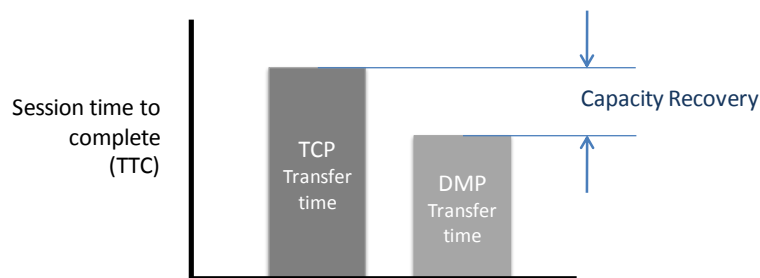 Session time to
complete
(TTC)
TCP
Transfer
time
DMP
Transfer
time
Capacity Recovery